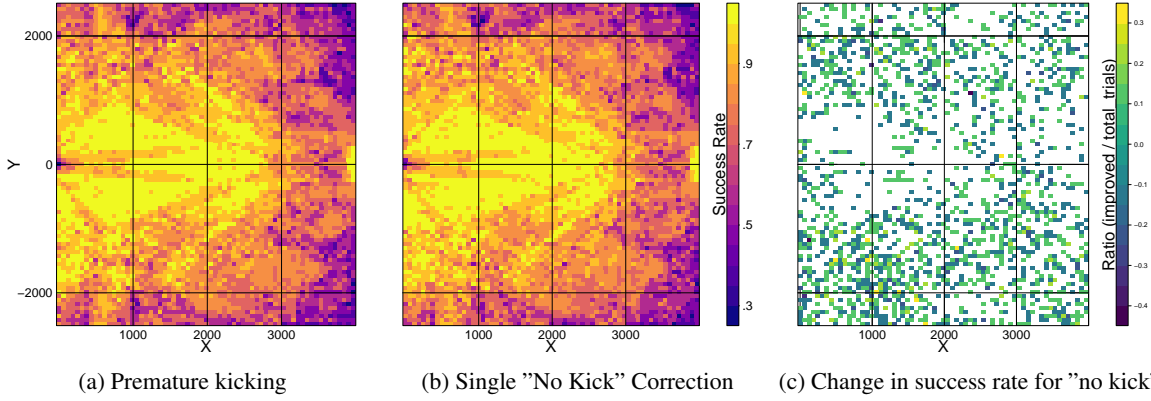 2000
0
−2000
Y
1000
2000
3000
X
1000
2000
3000
X
.9
.7
.5
.3
Success Rate
1000
2000
3000
X
0.3
0.2
0.1
0.0
−0.1
−0.2
−0.3
−0.4
Ratio (improved / total trials)
(a) Premature kicking
(b) Single ”No Kick” Correction
(c) Change in success rate for ”no kick”